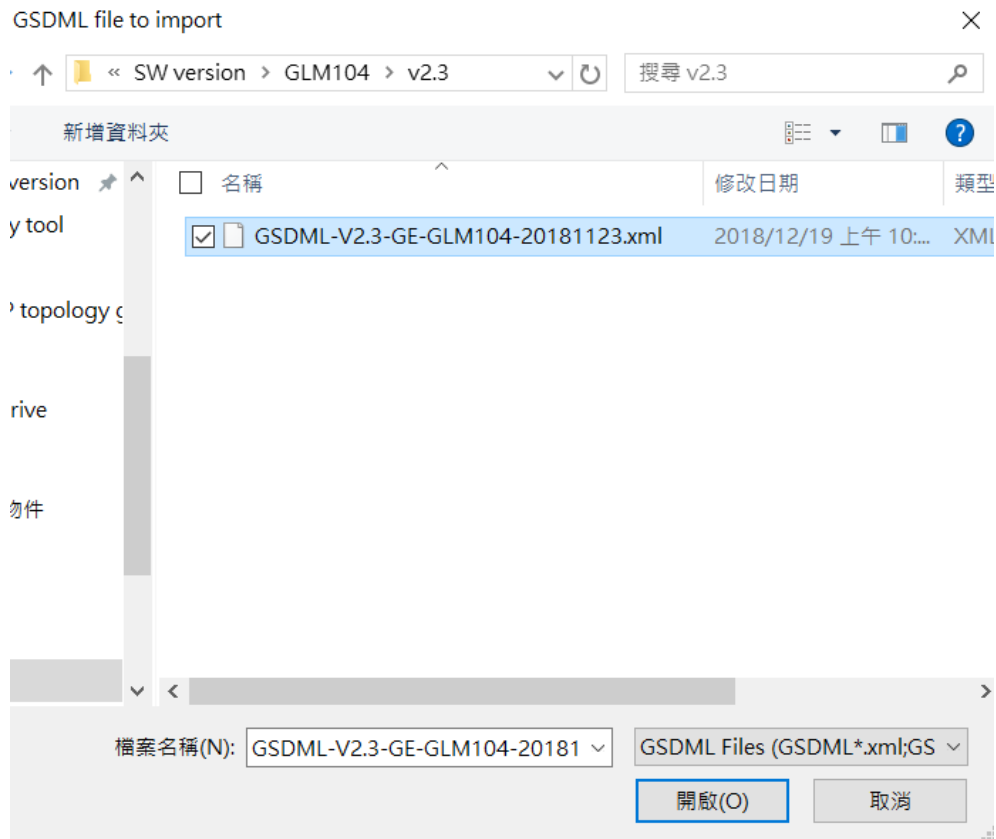 GSDML file to import
« SW version > GLM104 > v2.3
搜尋 v2.3
新增資料夾
?
version
名稱
修改日期
類型
y tool
GSDML-V2.3-GE-GLM104-20181123.xml
2018/12/19 上午 10:...
XML
topology g
rive
物件
檔案名稱(N):
GSDML-V2.3-GE-GLM104-20181
GSDML Files (GSDML*.xml;GS
開啟(O)
取消